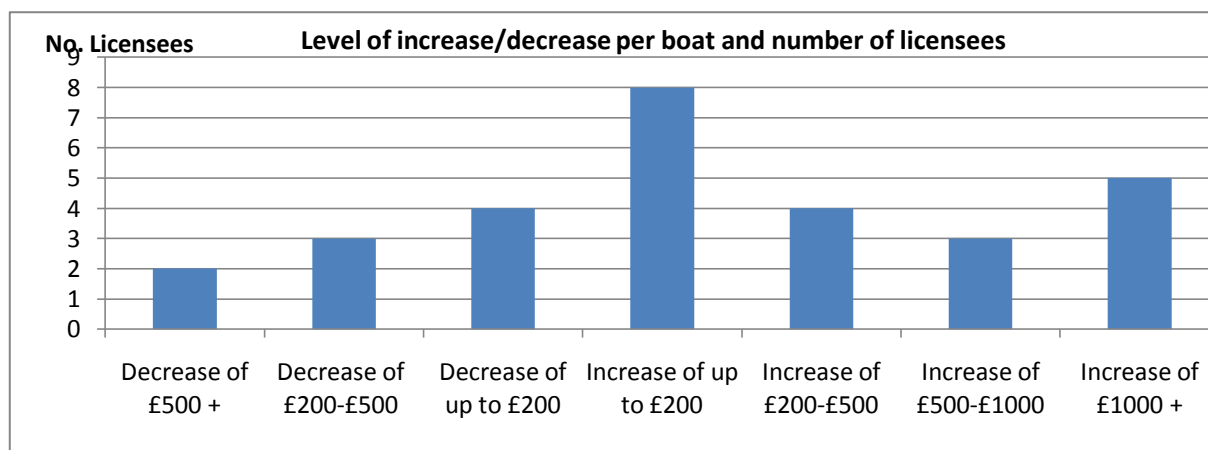 No. Licensees
Level of increase/decrease per boat and number of licensees
9
8
7
6
5
4
3
2
1
0
Decrease of
£500 +
Decrease of
£200-£500
Decrease of
up to £200
Increase of up
to £200
Increase of
£200-£500
Increase of
£500-£1000
Increase of
£1000 +